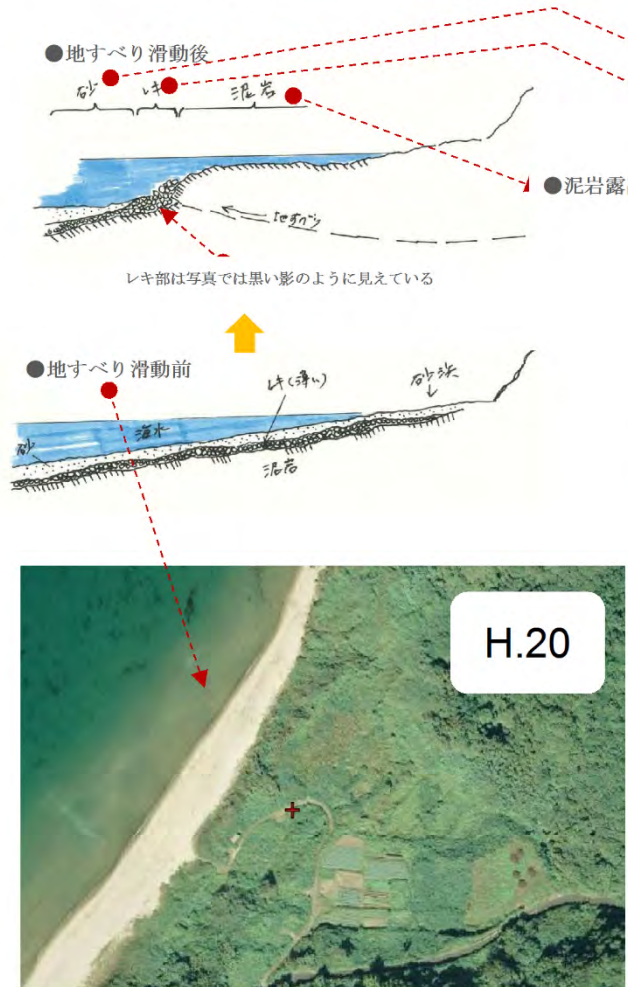 ●地すべり滑動後
砂 レキ 泥岩
●泥岩露
地すべり
レキ部は写真では黒い影のように見えている
●地すべり滑動前
レキ(薄い) 砂浜
海水
砂
泥岩
H.20